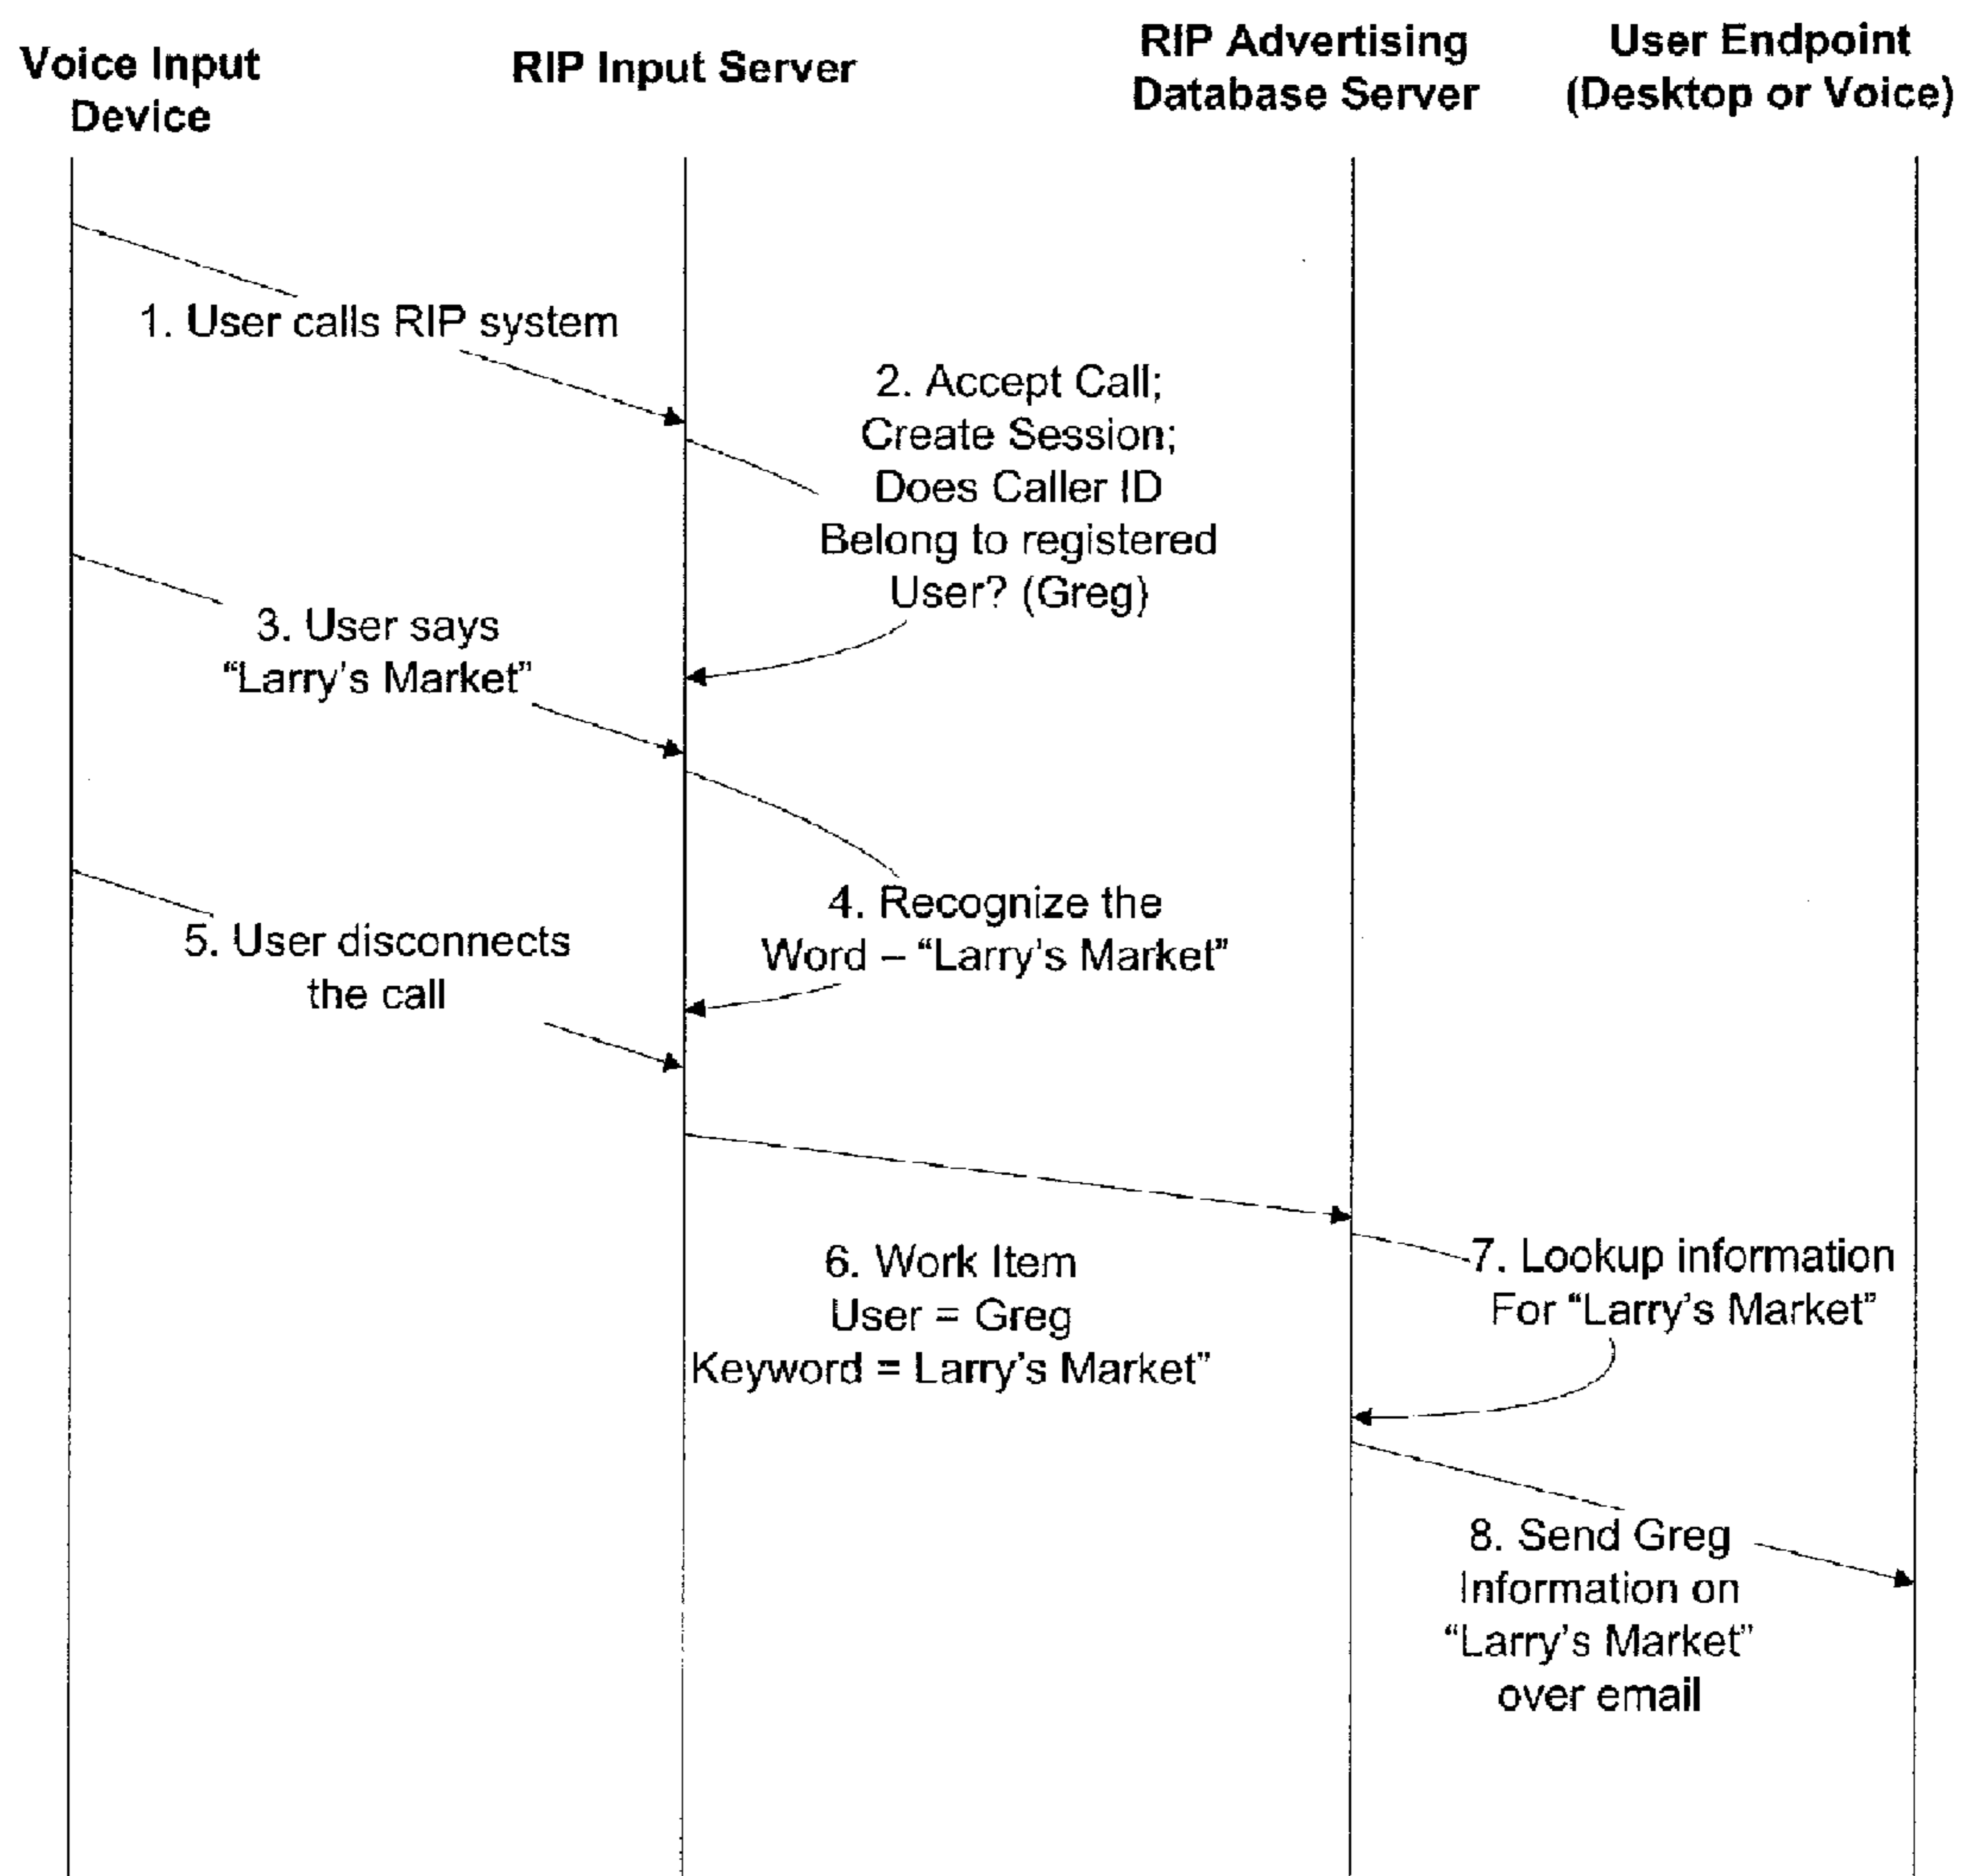 Voice Input
Device
RIP Input Server
RIP Advertising
Database Server
User Endpoint
(Desktop or Voice)
1. User calls RIP system
2. Accept Call;
Create Session;
Does Caller ID
Belong to registered
User? (Greg)
3. User says
“Larry’s Market”
4. Recognize the
Word – “Larry’s Market”
5. User disconnects
the call
6. Work Item
User = Greg
Keyword = Larry’s Market”
7. Lookup information
For “Larry’s Market”
8. Send Greg
Information on
“Larry’s Market”
over email